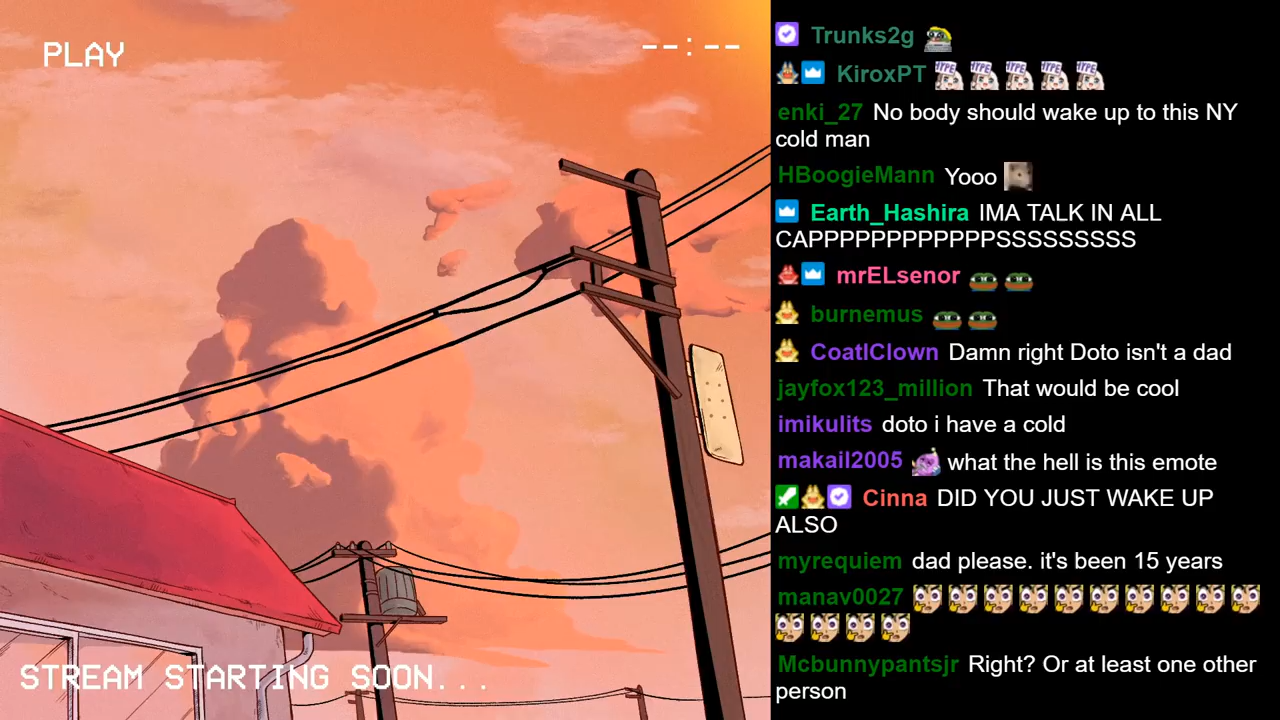 PLAY
--:--
STREAM STARTING SOON...
Trunks2g
KiroxPT
enki_27 No body should wake up to this NY
cold man
HBoogieMann Yooo
Earth_Hashira IMA TALK IN ALL
CAPPPPPPPPPPPPSSSSSSSSS
mrELsenor
burnemus
CoatlClown Damn right Doto isn't a dad
jayfox123_million That would be cool
imikulits doto i have a cold
makail2005 what the hell is this emote
Cinna DID YOU JUST WAKE UP
ALSO
myrequiem dad please. it's been 15 years
manav0027
Mcbunnypantsjr Right? Or at least one other
person